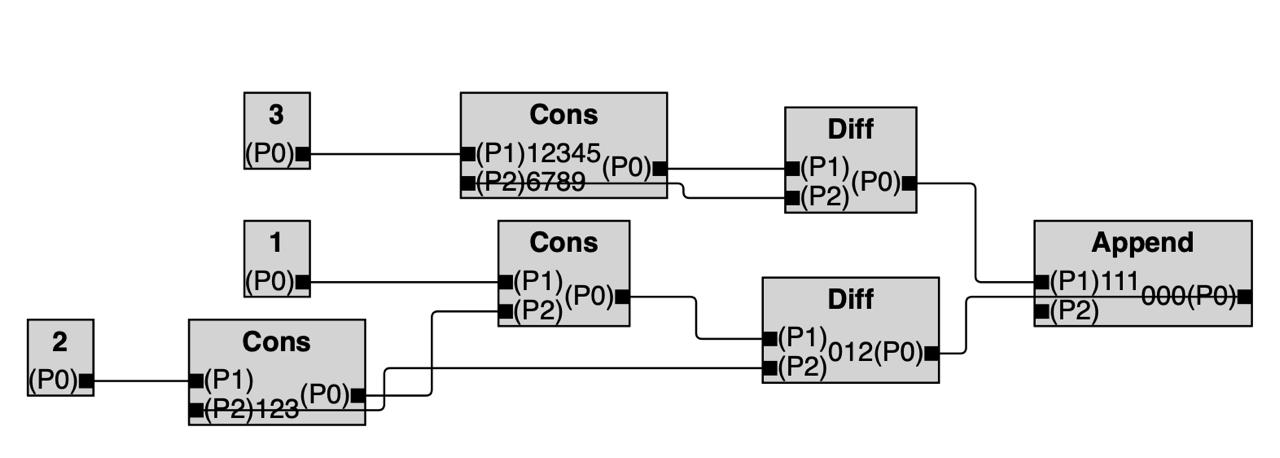 3
(P0)
Cons
(P1)12345
(P0)
(P2)6789
Diff
(P1)
(P0)
(P2)
1
(P0)
Cons
(P1)
(P0)
(P2)
Append
(P1)111
000(P0)
(P2)
2
(P0)
Cons
(P1)
(P0)
(P2)123
Diff
(P1)
012(P0)
(P2)